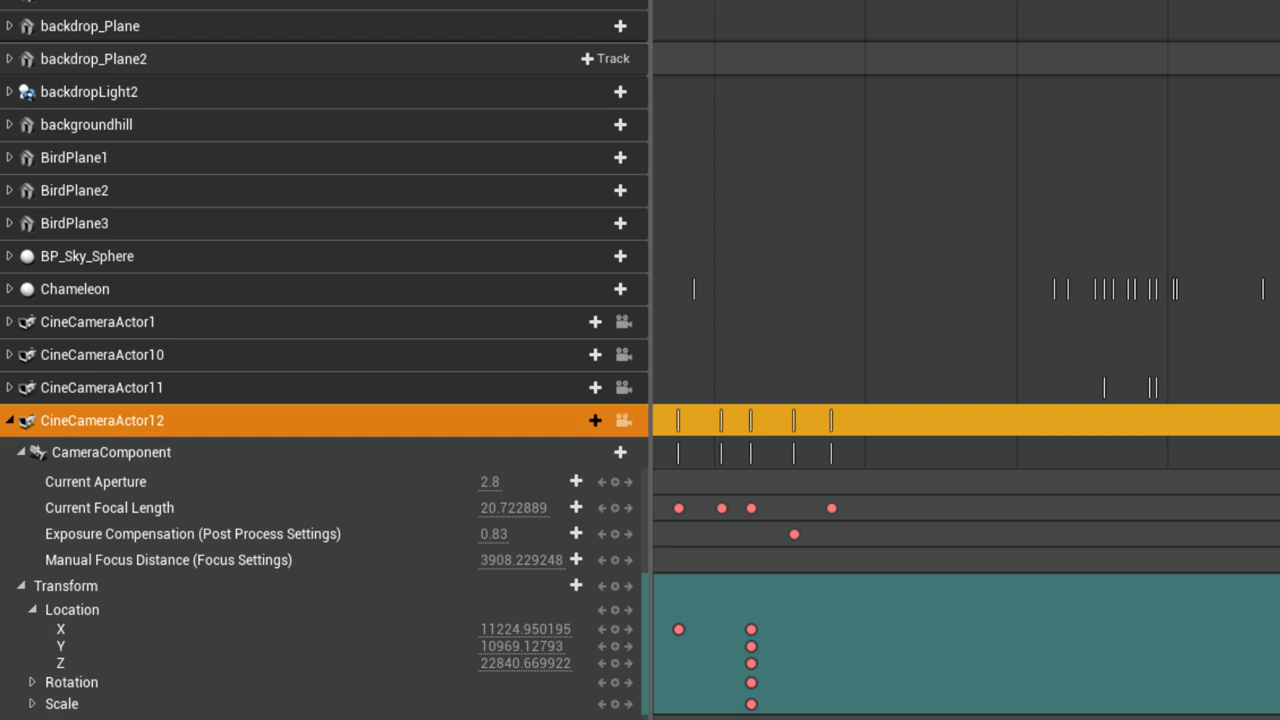 backdrop_Plane
backdrop_Plane2 Track
backdropLight2
backgroundhill
BirdPlane1
BirdPlane2
BirdPlane3
BP_Sky_Sphere
Chameleon
CineCameraActor1
CineCameraActor10
CineCameraActor11
CineCameraActor12
CameraComponent
Current Aperture 2.8
Current Focal Length 20.722889
Exposure Compensation (Post Process Settings) 0.83
Manual Focus Distance (Focus Settings) 3908.229248
Transform
Location
X 11224.950195
Y 10969.12793
Z 22840.669922
Rotation
Scale